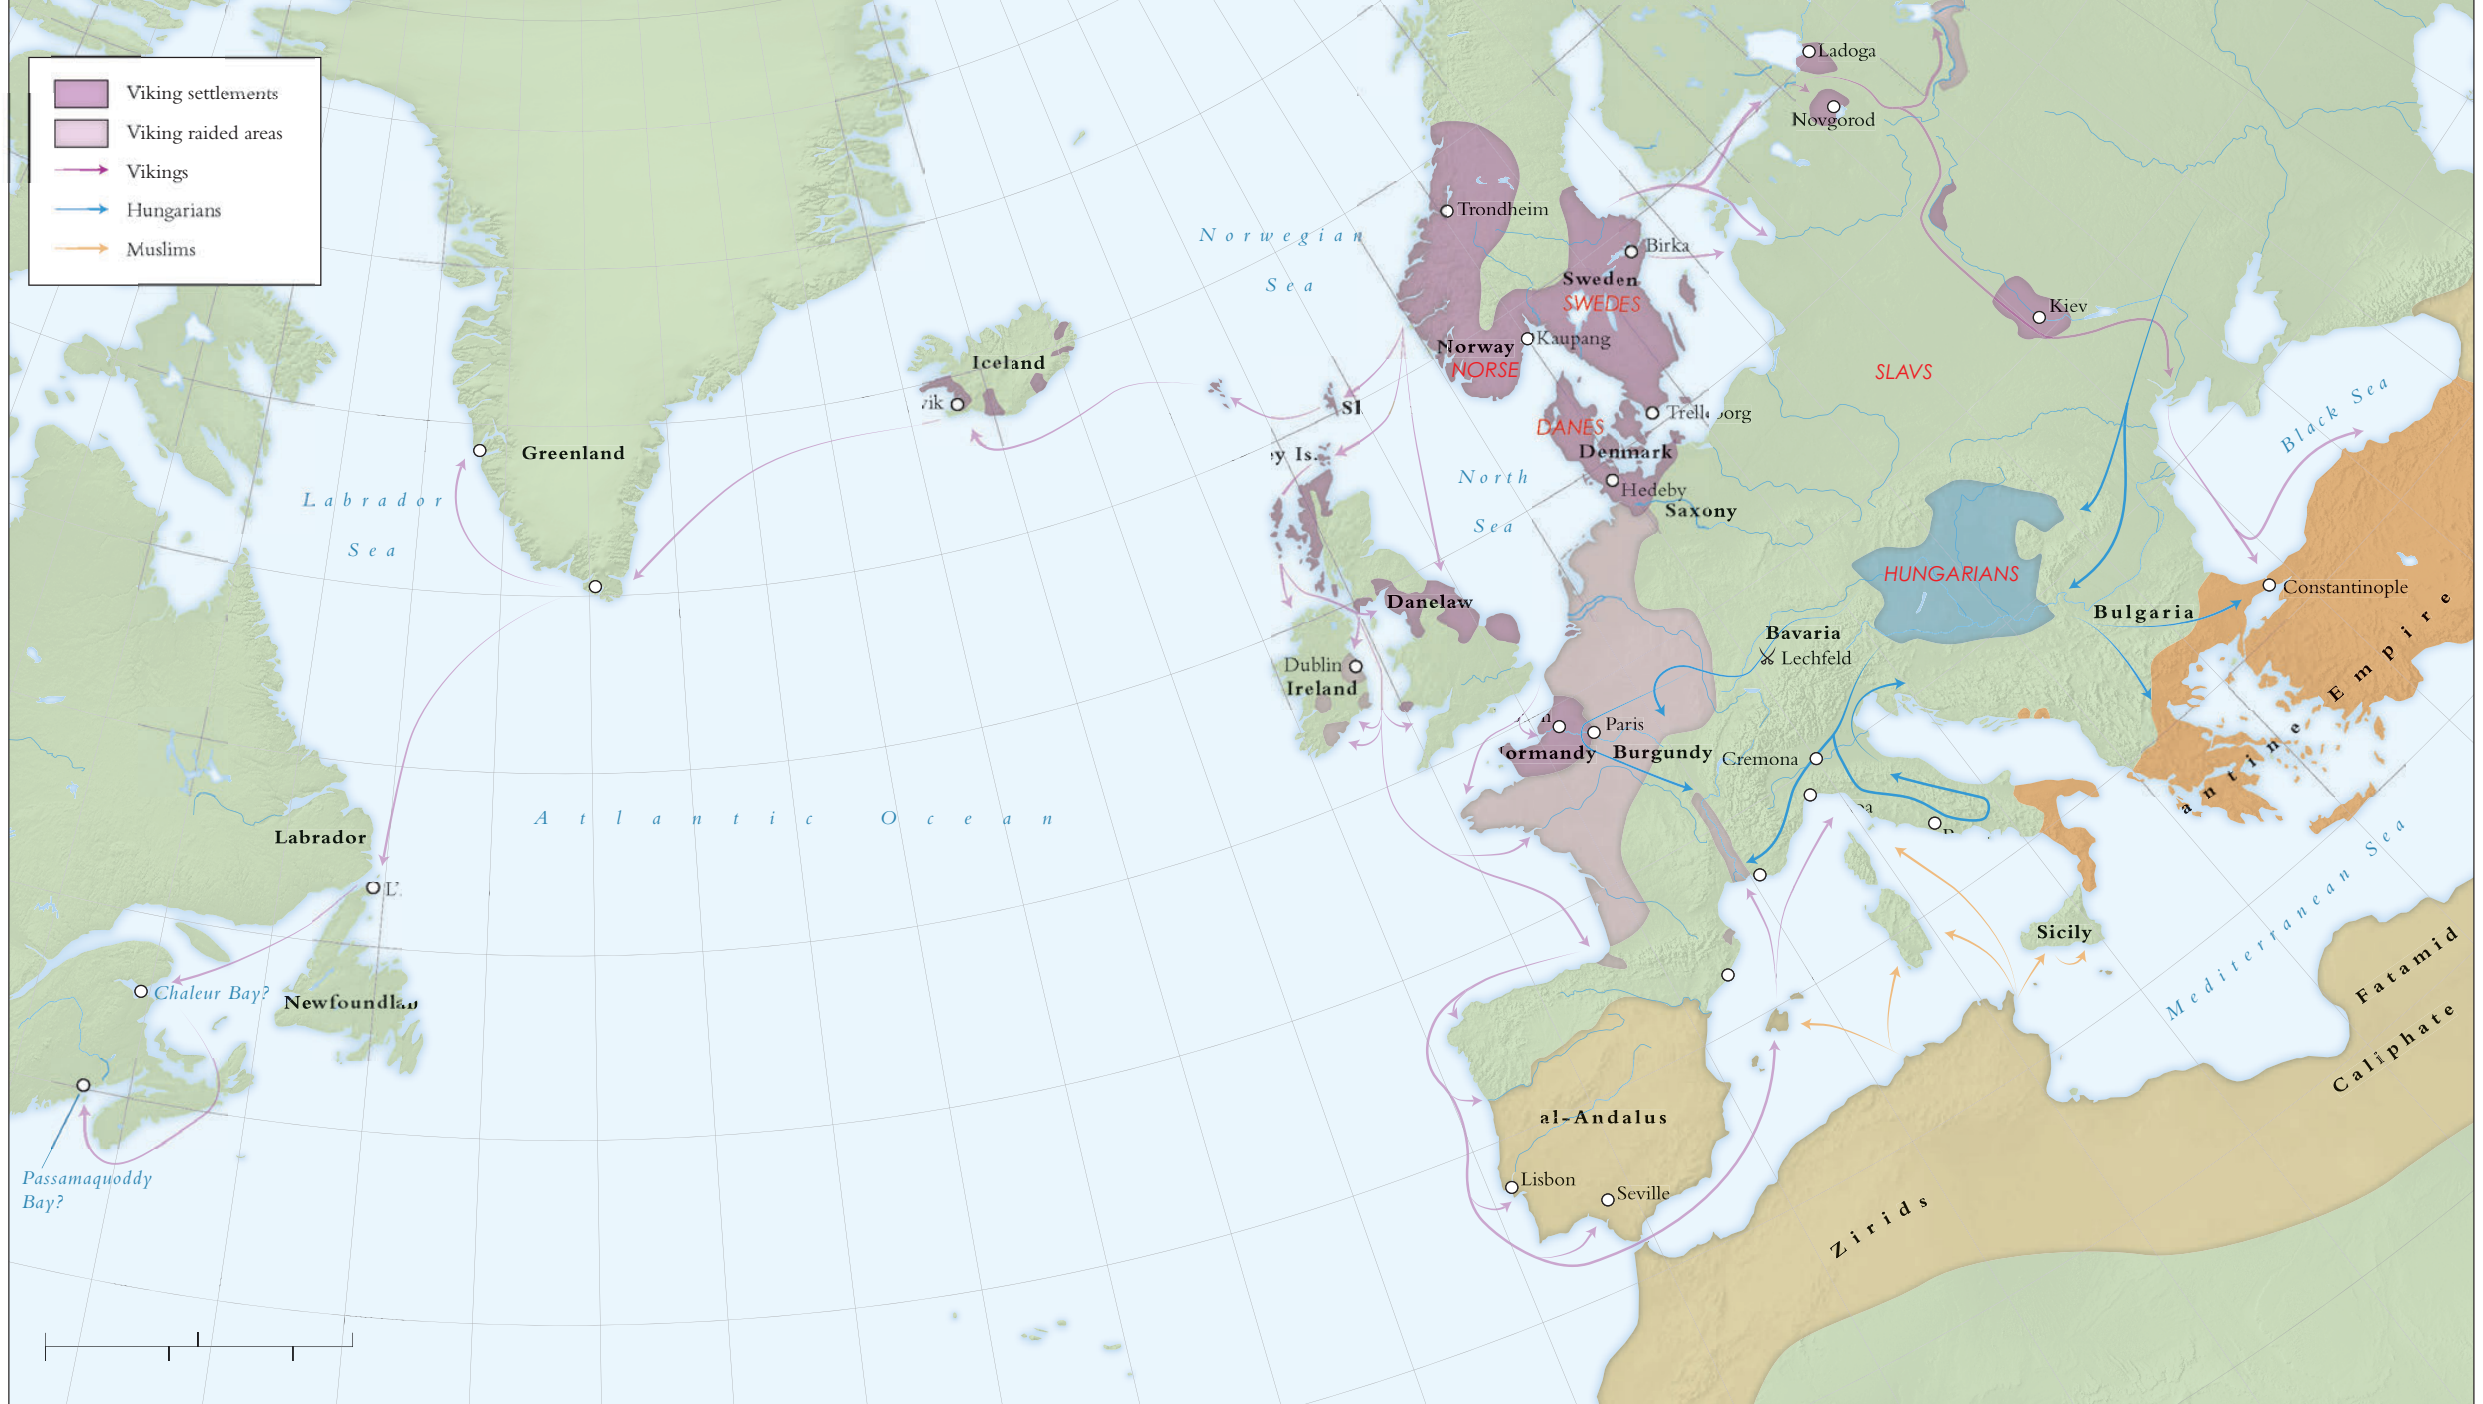 Viking settlements
Viking raided areas
Vikings
Hungarians
Muslims
Ladoga
Novgorod
Trondheim
Norwegian
Sea
Birka
Sweden
SWEDES
Kiev
Kaupang
Norway
NORSE
Iceland
SLAVS
Black Sea
DANES
Denmark
Greenland
North
Sea
Hedeby
Saxony
Labrador
Sea
HUNGARIANS
Constantinople
Danelaw
Bulgaria
Bavaria
Lechfeld
Dublin
Ireland
Empire
Paris
Burgundy
Cremona
Atlantic Ocean
Labrador
Sicily
Mediterranean Sea
Fatamid
Caliphate
Chaleur Bay?
al-Andalus
Passamaquoddy
Bay?
Lisbon
Seville
Zirids